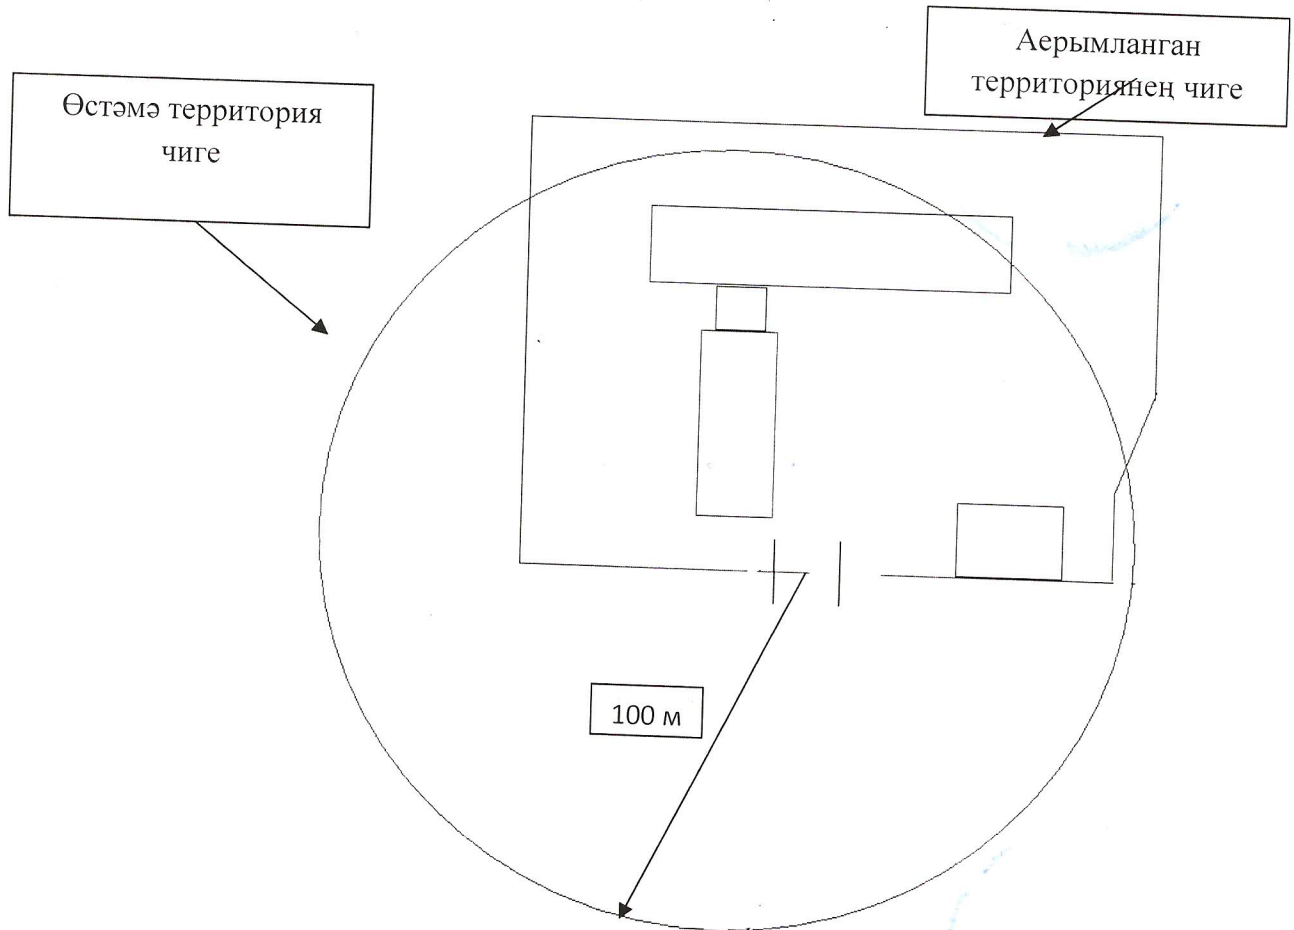 Өстәмә территория
чиге
Аерымланган
территориянең чиге
100 м